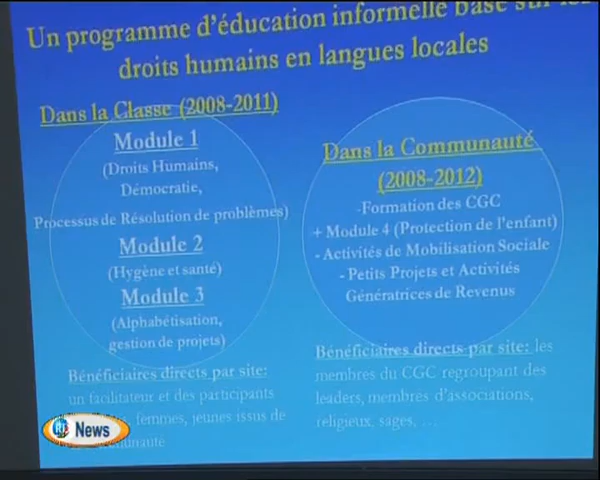 Un programme d'éducation informelle basé sur les
droits humains en langues locales
Dans la Classe (2008-2011)
Module 1
(Droits Humains,
Démocratie,
Processus de Résolution de problèmes)
Module 2
(Hygène et santé)
Module 3
(Alphabétisation,
gestion de projets)
Bénéficiaires directs par site:
un facilitateur et des participants
femmes, jeunes issus de
Dans la Communauté
(2008-2012)
-Formation des CGC
+ Module 4 (Protection de l'enfant)
- Activités de Mobilisation Sociale
- Petits Projets et Activités
Génératrices de Revenus
Bénéficiaires directs par site: les
membres du CGC regroupant des
leaders, membres d'associations,
religieux, sages, ...
News